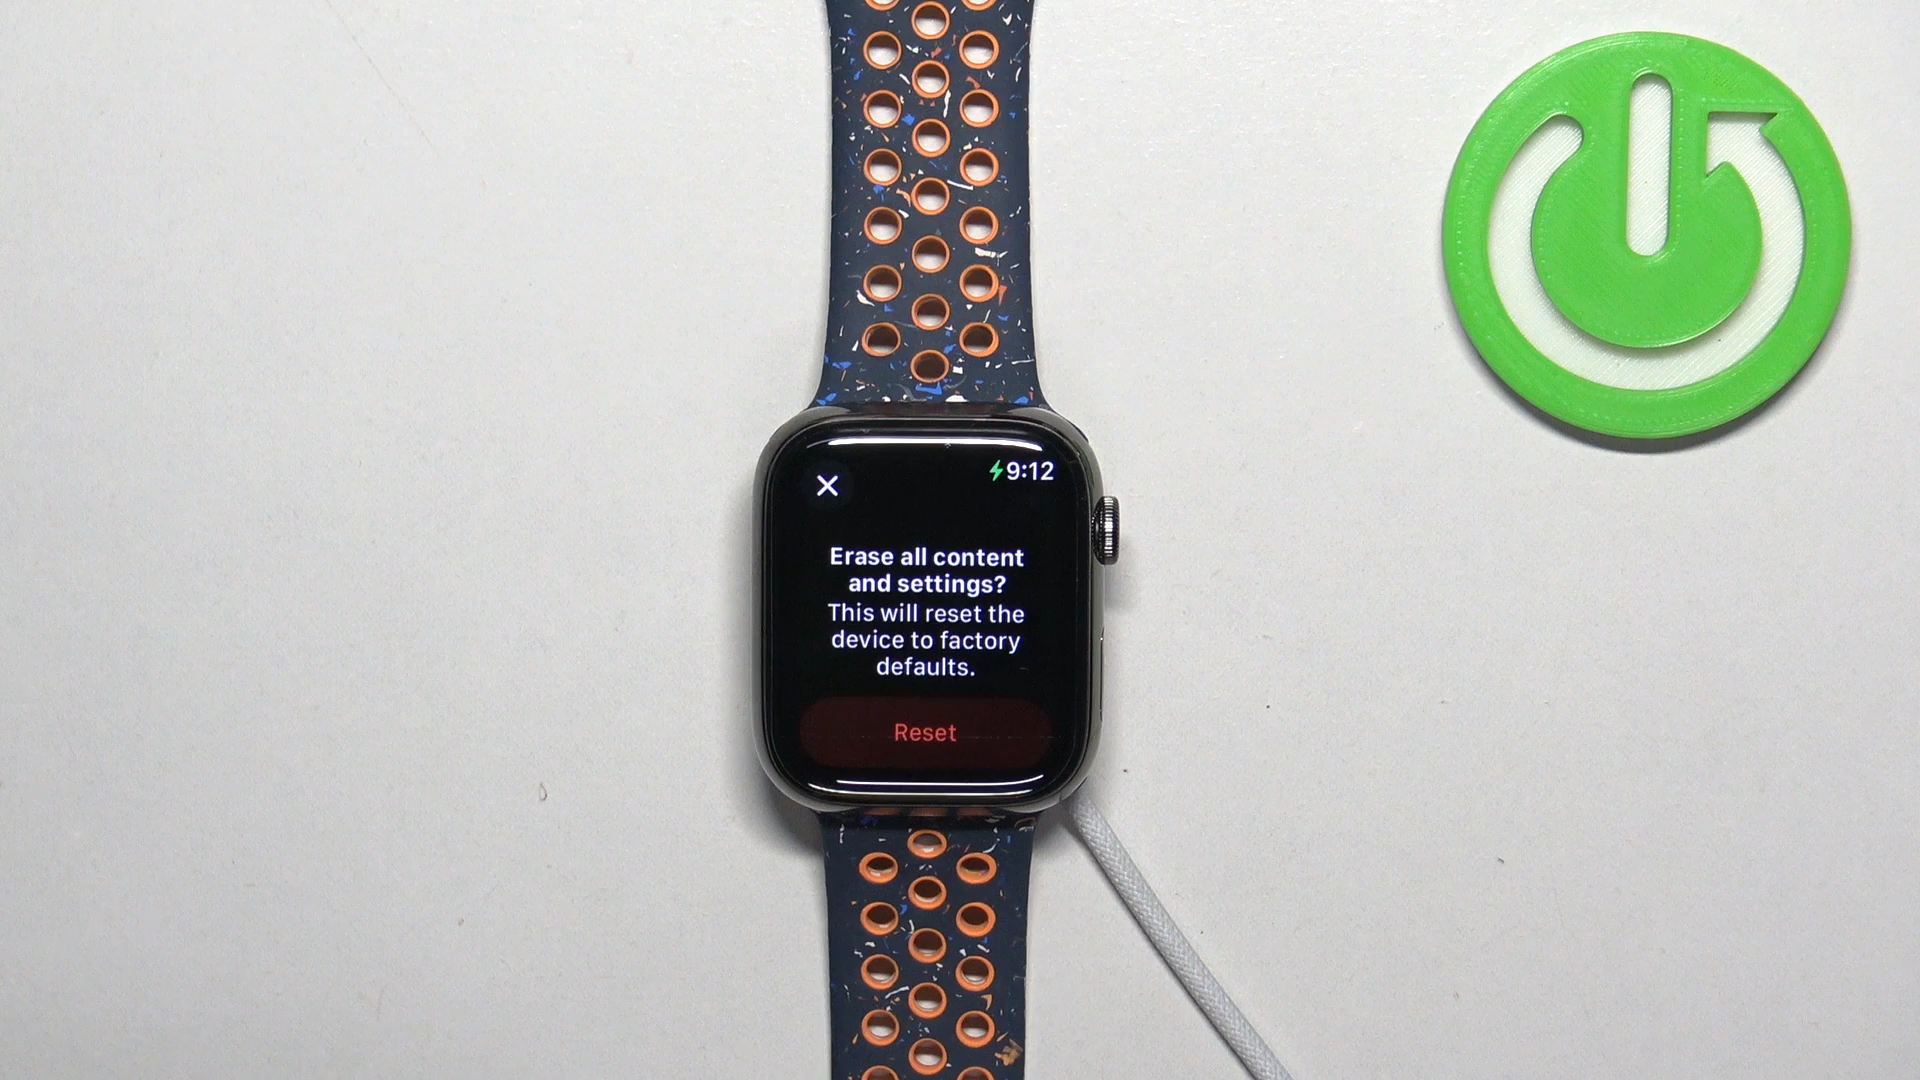 9:12
Erase all content
and settings?
This will reset the
device to factory
defaults.
Reset